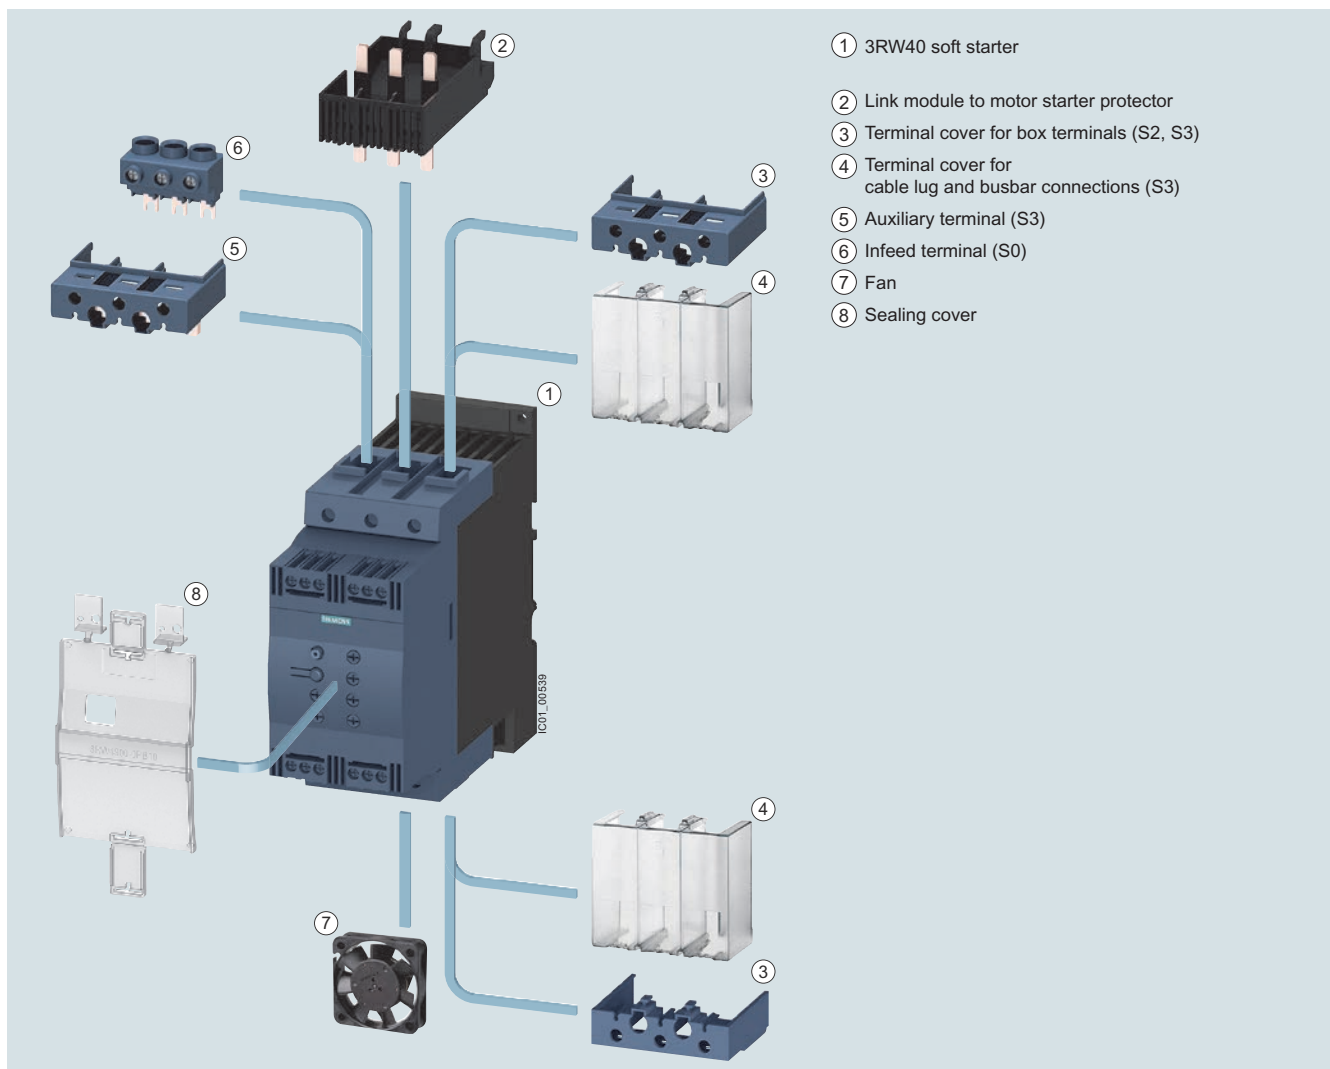 1 3RW40 soft starter
2 Link module to motor starter protector
3 Terminal cover for box terminals (S2, S3)
4 Terminal cover for
cable lug and busbar connections (S3)
5 Auxiliary terminal (S3)
6 Infeed terminal (S0)
7 Fan
8 Sealing cover
2
6
3
5
4
1
8
SIEMENS
IC01_00539
4
7
3